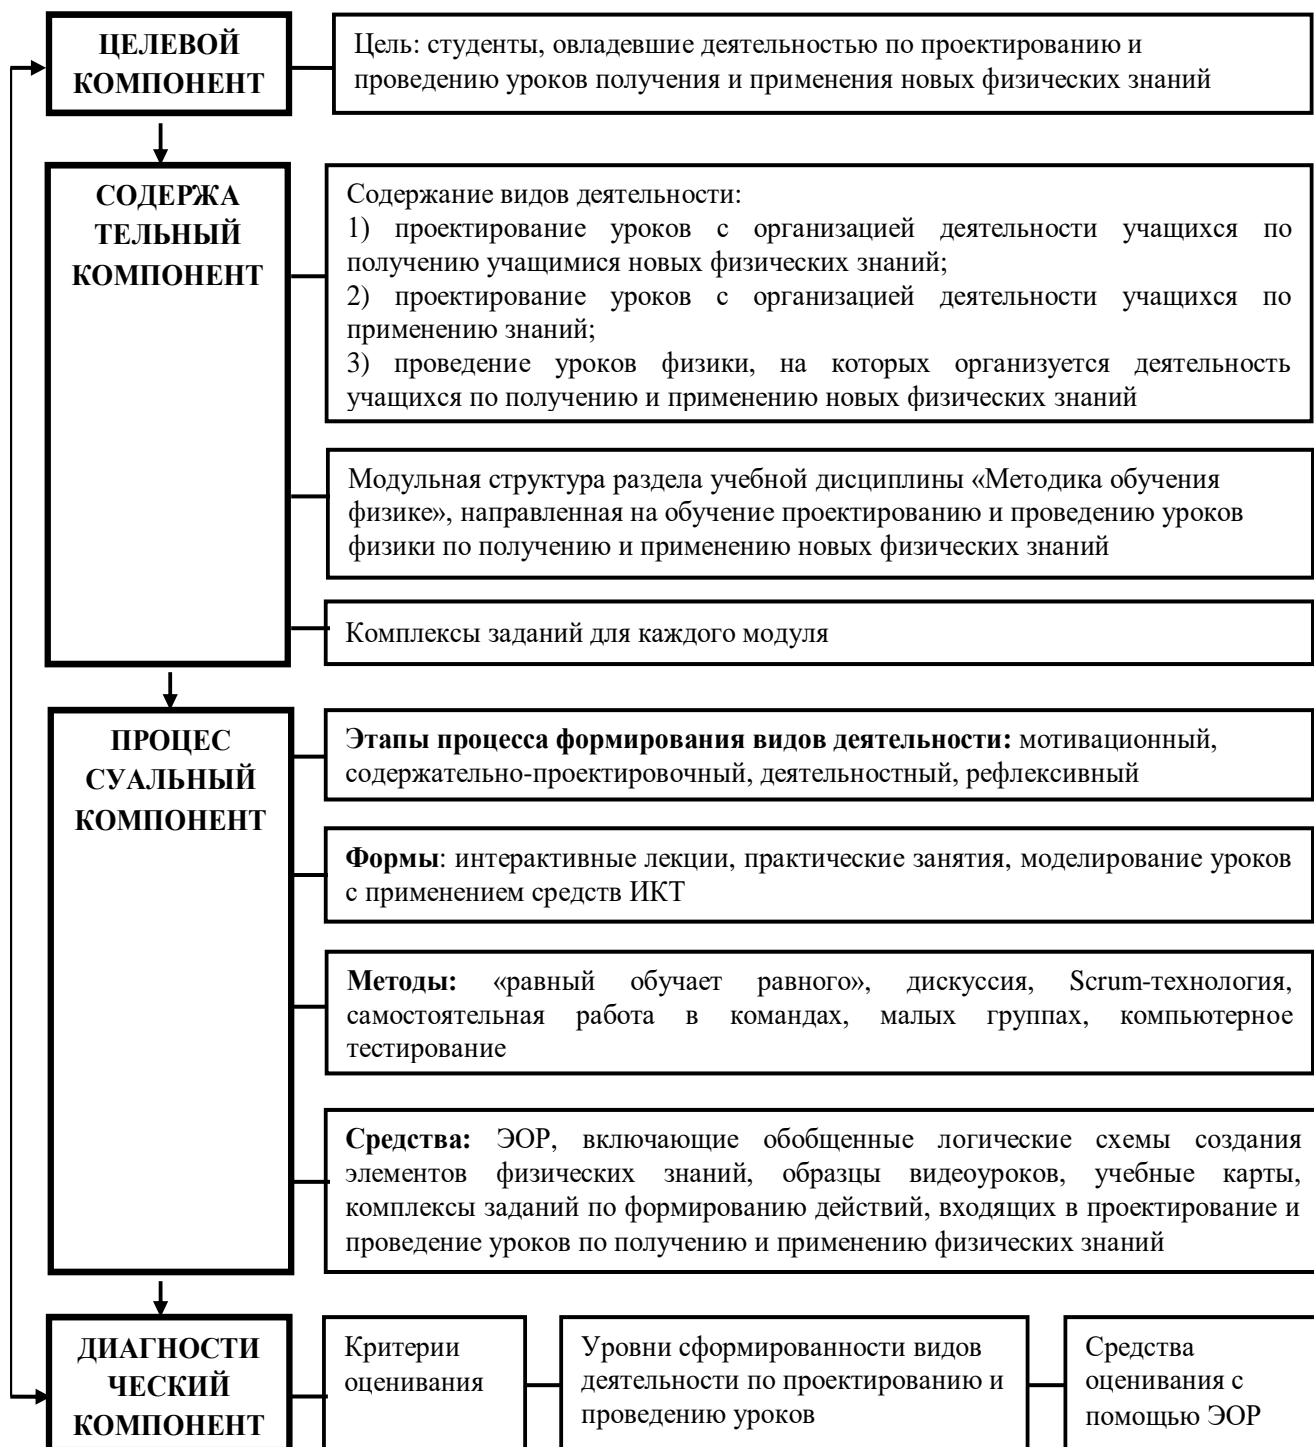 ЦЕЛЕВОЙ
КОМПОНЕНТ
Цель: студенты, овладевшие деятельностью по проектированию и
проведению уроков получения и применения новых физических знаний
СОДЕРЖА
ТЕЛЬНЫЙ
КОМПОНЕНТ
Содержание видов деятельности:
1) проектирование уроков с организацией деятельности учащихся по
получению учащимися новых физических знаний;
2) проектирование уроков с организацией деятельности учащихся по
применению знаний;
3) проведение уроков физики, на которых организуется деятельность
учащихся по получению и применению новых физических знаний
Модульная структура раздела учебной дисциплины «Методика обучения
физике», направленная на обучение проектированию и проведению уроков
физики по получению и применению новых физических знаний
Комплексы заданий для каждого модуля
ПРОЦЕС
СУАЛЬНЫЙ
КОМПОНЕНТ
Этапы процесса формирования видов деятельности: мотивационный,
содержательно-проектировочный, деятельностный, рефлексивный
Формы: интерактивные лекции, практические занятия, моделирование уроков
с применением средств ИКТ
Методы: «равный обучает равного», дискуссия, Scrum-технология,
самостоятельная работа в командах, малых группах, компьютерное
тестирование
Средства: ЭОР, включающие обобщенные логические схемы создания
элементов физических знаний, образцы видеоуроков, учебные карты,
комплексы заданий по формированию действий, входящих в проектирование и
проведение уроков по получению и применению физических знаний
ДИАГНОСТИ
ЧЕСКИЙ
КОМПОНЕНТ
Критерии
оценивания
Уровни сформированности видов
деятельности по проектированию и
проведению уроков
Средства
оценивания с
помощью ЭОР